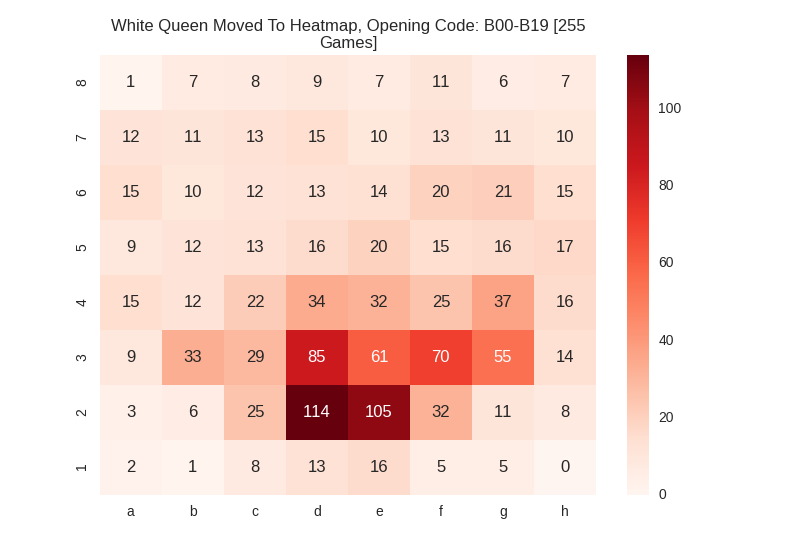 White Queen Moved To Heatmap, Opening Code: B00-B19 [255
Games]
8 1 7 8 9 7 11 6 7
7 12 11 13 15 10 13 11 10
6 15 10 12 13 14 20 21 15
5 9 12 13 16 20 15 16 17
4 15 12 22 34 32 25 37 16
3 9 33 29 85 61 70 55 14
2 3 6 25 114 105 32 11 8
1 2 1 8 13 16 5 5 0
a b c d e f g h
100
80
60
40
20
0